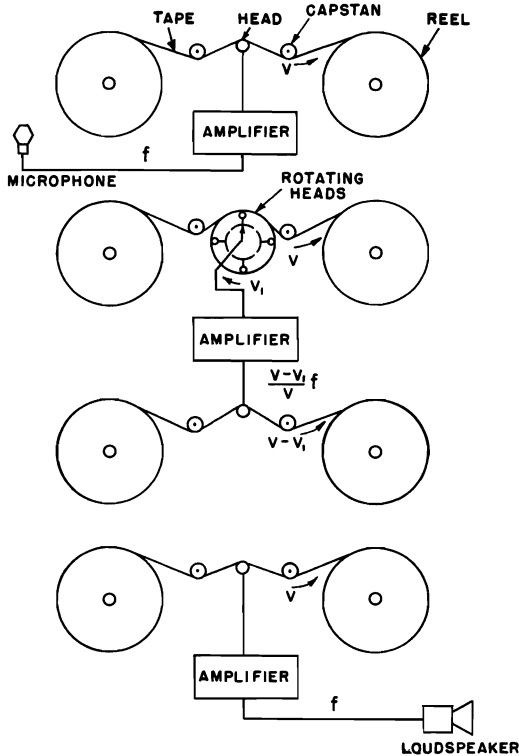 TAPE
HEAD
CAPSTAN
REEL
V
AMPLIFIER
f
MICROPHONE
ROTATING
HEADS
V
V₁
AMPLIFIER
V-V₁
V
f
V-V₁
V
AMPLIFIER
f
LOUDSPEAKER